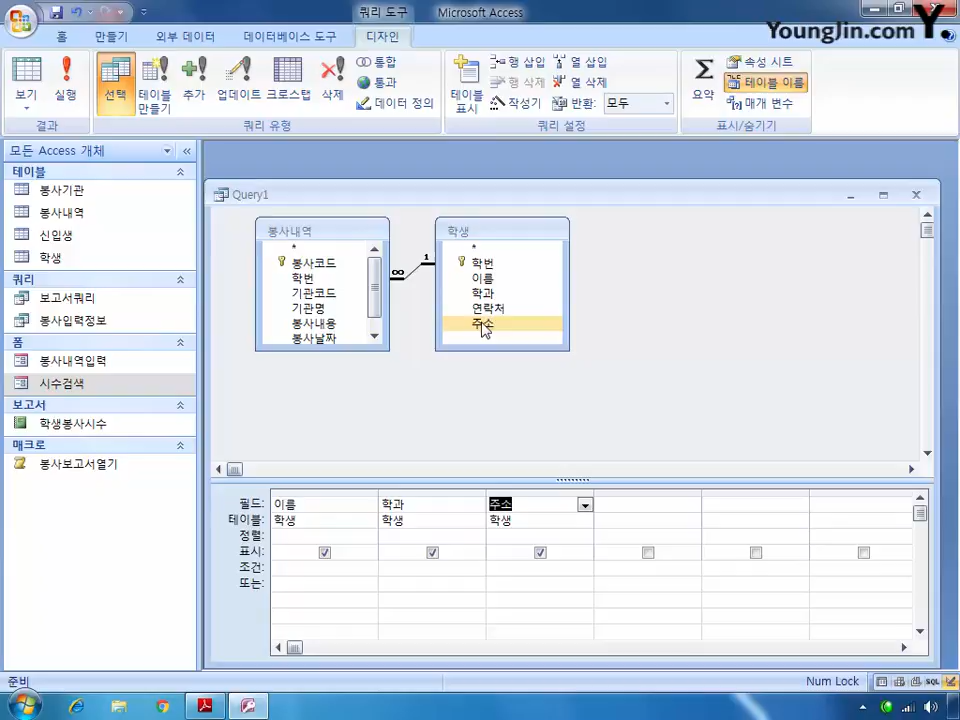 쿼리 도구
Microsoft Access
YoungJin.com Y.
홈
만들기
외부 데이터
데이터베이스 도구
디자인
보기
실행
결과
선택
테이블
만들기
추가
업데이트
크로스탭
삭제
통합
통과
데이터 정의
쿼리 유형
테이블
표시
행 삽입
행 삭제
작성기
열 삽입
열 삭제
반환: 모두
쿼리 설정
Σ
요약
속성 시트
테이블 이름
매개 변수
표시/숨기기
모든 Access 개체
테이블
봉사기관
봉사내역
신입생
학생
쿼리
보고서쿼리
봉사입력정보
폼
봉사내역입력
시수검색
보고서
학생봉사시수
매크로
봉사보고서열기
Query1
봉사내역
*
봉사코드
학번
기관코드
기관명
봉사내용
봉사날짜
∞
1
학생
*
학번
이름
학과
연락처
주소
필드: 이름 학과 주소
테이블: 학생 학생 학생
정렬:
표시:
조건:
또는:
준비
Num Lock
SQL